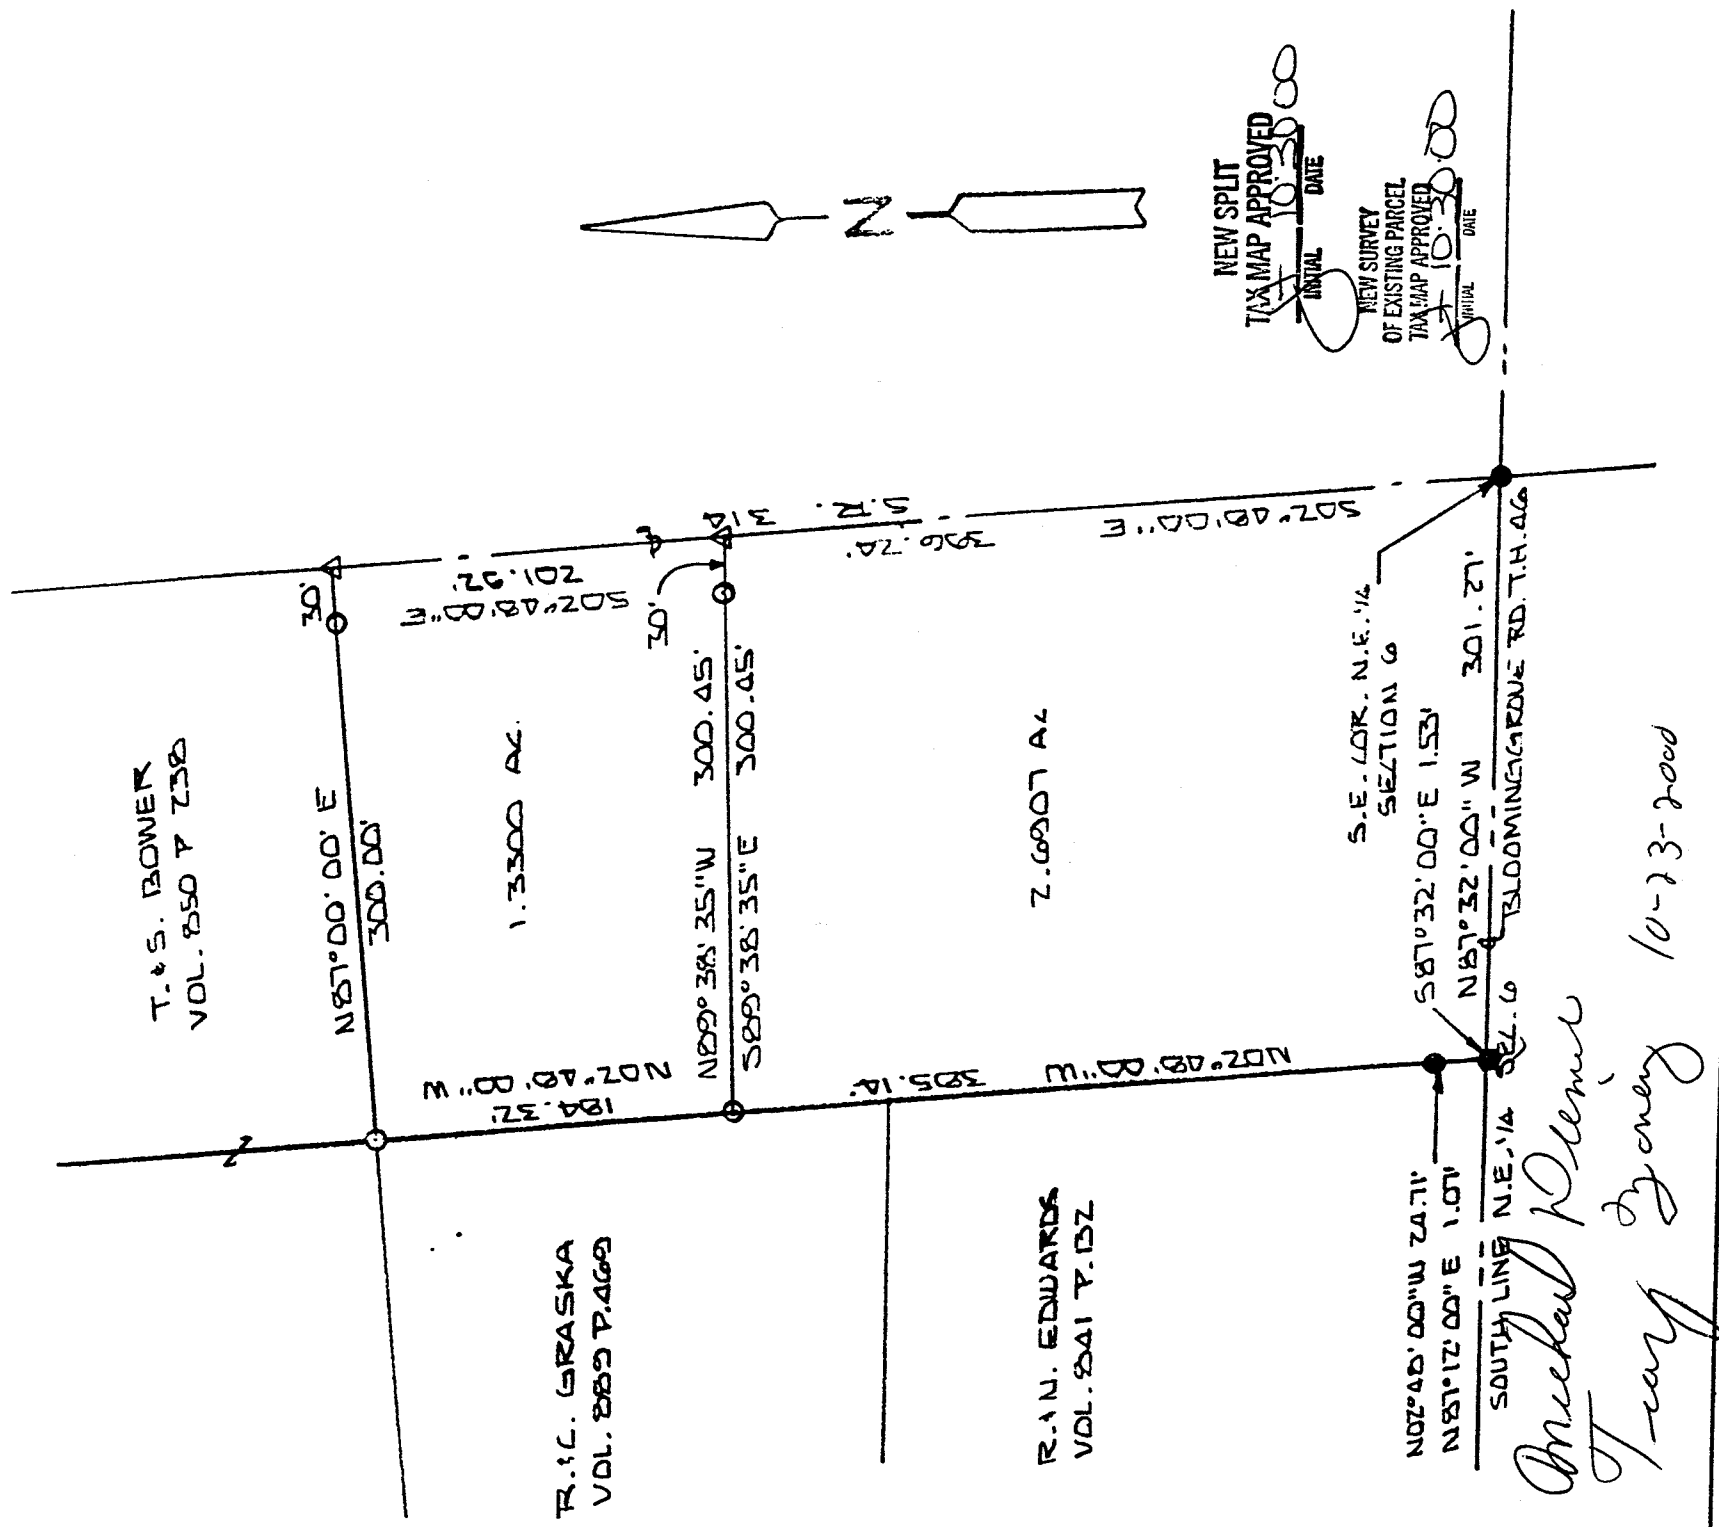 T. & S. BOWER
VOL. 850 P 238
N87°00'00"E
300.00'
30'
1.3300 AC.
S02°48'00"E
201.92'
30'
S.R. 314
N02°48'00"W
184.32'
N89°38'35"W 300.45'
S89°38'35"E 300.45'
396.74'
S02°48'00"E
R. & C. GRASKA
VOL. 889 P.469
2.6907 AC
385.14'
N02°48'00"W
R. & N. EDWARDS
VOL. 841 P.132
S.E. COR. N.E. 1/4
SECTION 6
S87°32'00"E 1.53'
N87°32'00"W 301.27'
BLOOMINGGROVE RD. T.H. 46
N02°48'00"W 24.71'
N87°12'00"E 1.07'
SOUTH LINE N.E. 1/4 SEC. 6
N
NEW SPLIT
TAX MAP APPROVED
10.30.00
INITIAL DATE
NEW SURVEY
OF EXISTING PARCEL
TAX MAP APPROVED
10.30.00
INITIAL DATE
Michael
10-23-2000